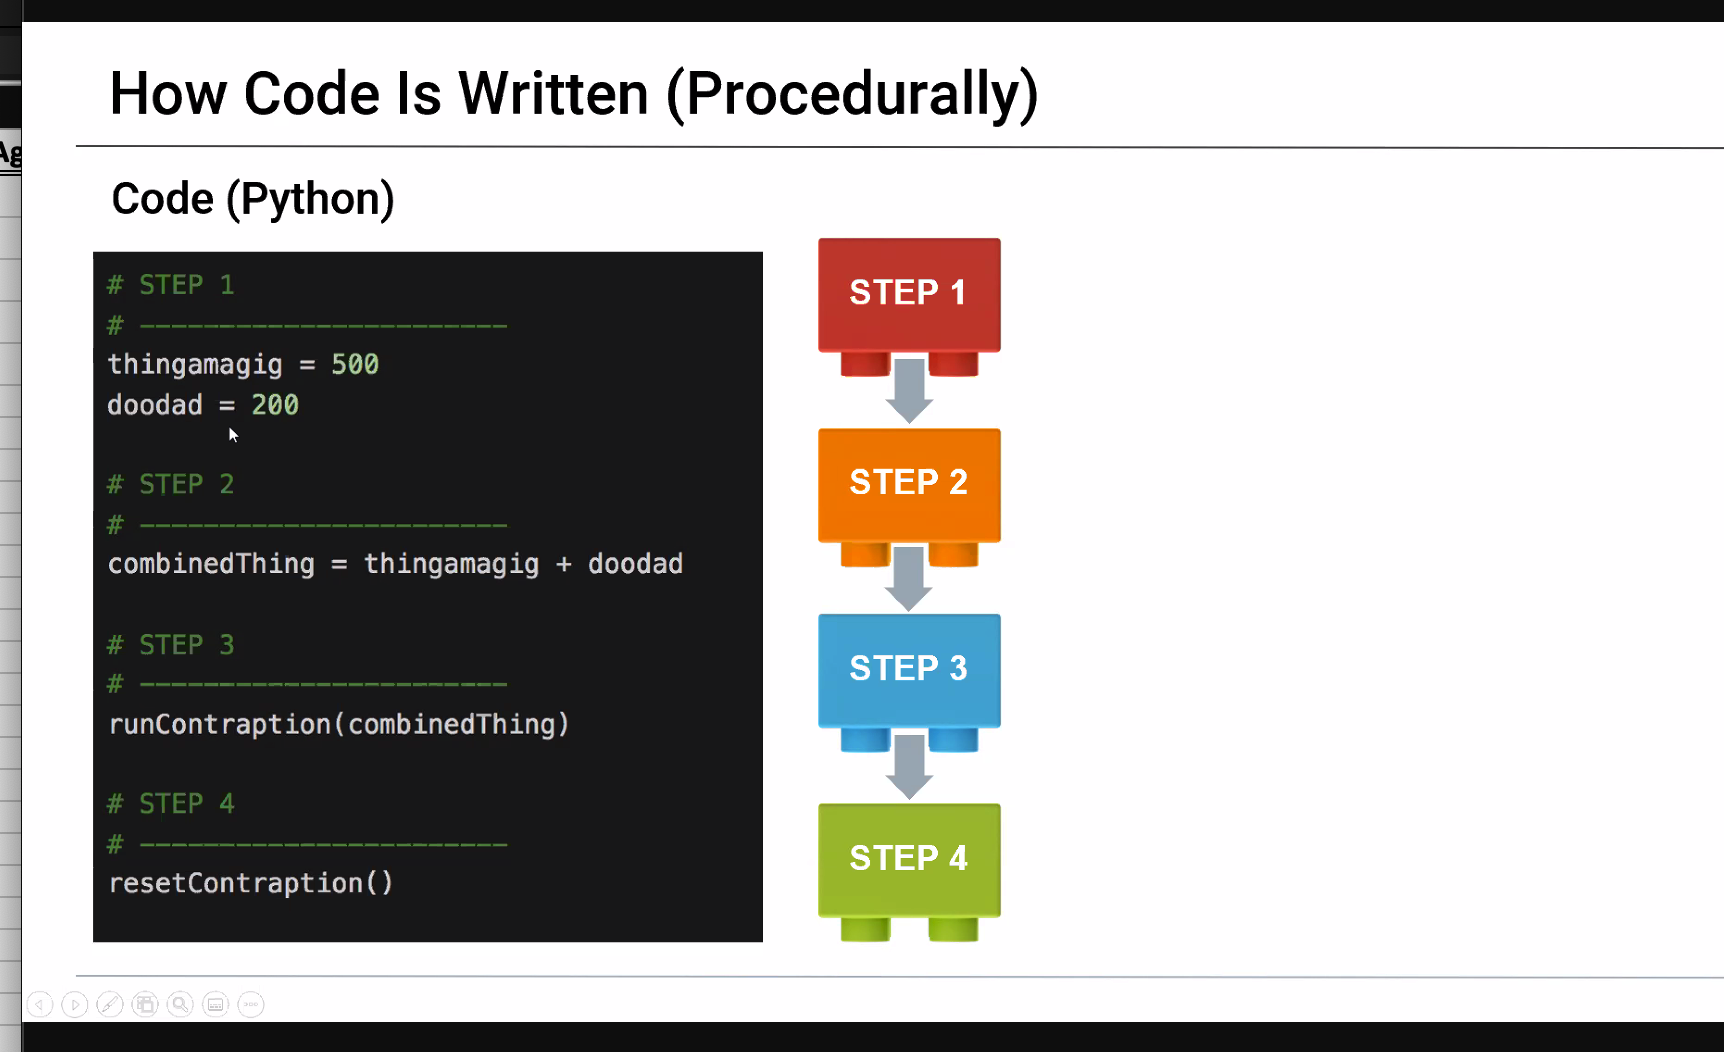 How Code Is Written (Procedurally)
Ag
Code (Python)
# STEP 1
# -----------------------
thingamagig = 500
doodad = 200
# STEP 2
# -----------------------
combinedThing = thingamagig + doodad
# STEP 3
# -----------------------
runContraption(combinedThing)
# STEP 4
# -----------------------
resetContraption()
STEP 1
STEP 2
STEP 3
STEP 4